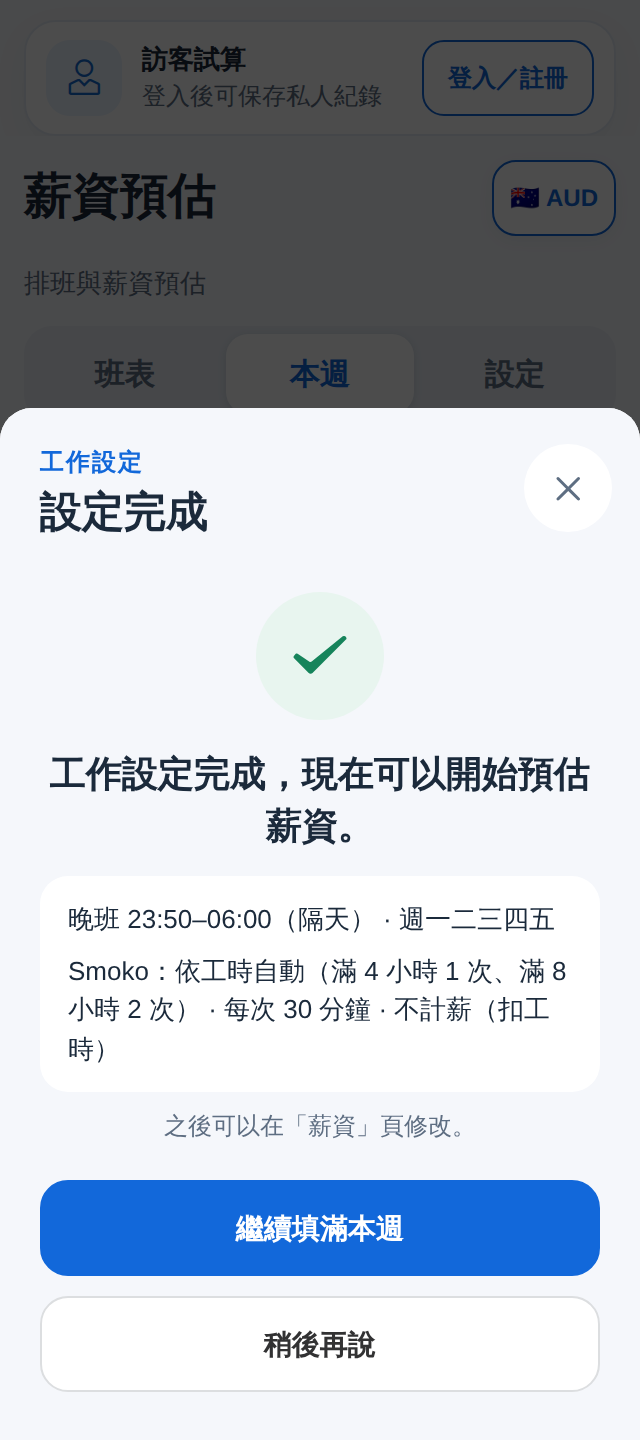 訪客試算
登入後可保存私人紀錄
登入／註冊
薪資預估
AUD
排班與薪資預估
班表
本週
設定
工作設定
設定完成
工作設定完成，現在可以開始預估
薪資。
晚班 23:50–06:00（隔天） · 週一二三四五
Smoko：依工時自動（滿 4 小時 1 次、滿 8
小時 2 次） · 每次 30 分鐘 · 不計薪（扣工
時）
之後可以在「薪資」頁修改。
繼續填滿本週
稍後再說